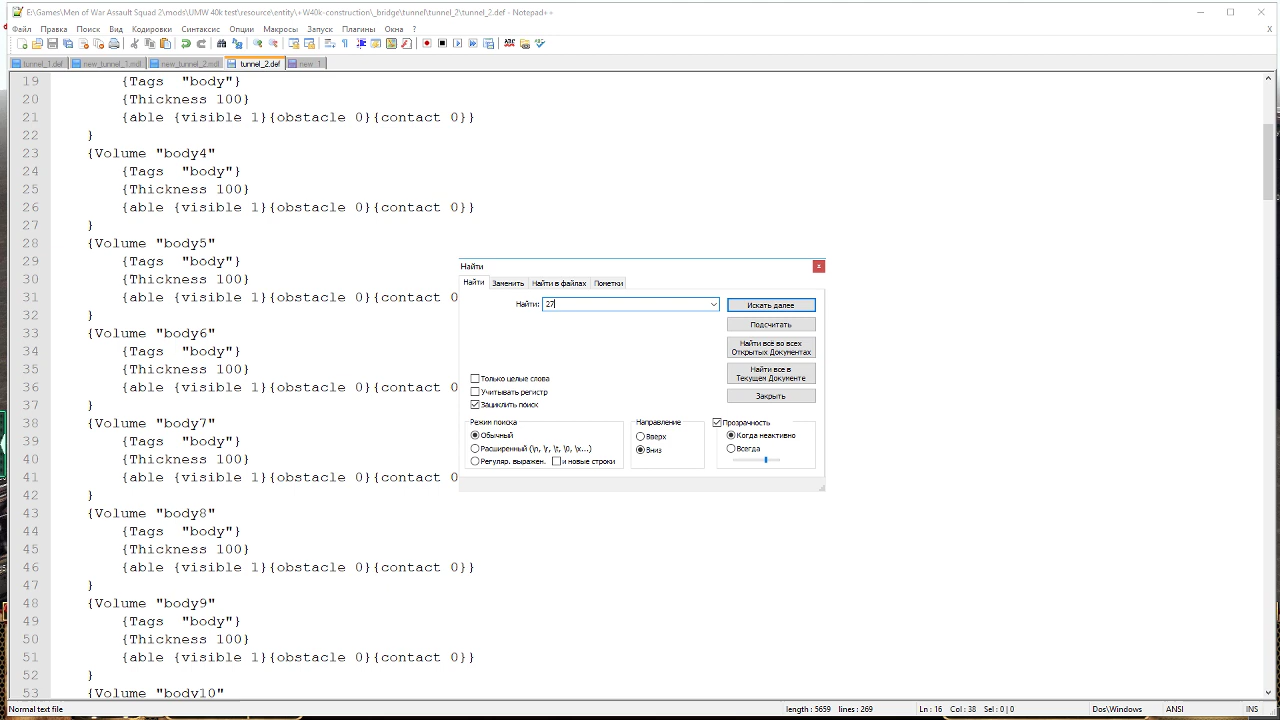 E:\Games\Men of War Assault Squad 2\mods\UMW 40k test\resource\entity\+W40k-construction\_bridge\tunnel\tunnel_2\tunnel_2.def - Notepad++
Файл Правка Поиск Вид Кодировки Синтаксис Опции Макросы Запуск Плагины Окна ? X
tunnel_1.def new_tunnel_1.mdl new_tunnel_2.mdl tunnel_2.def new 1
19 {Tags "body"}
20 {Thickness 100}
21 {able {visible 1}{obstacle 0}{contact 0}}
22 }
23 {Volume "body4"
24 {Tags "body"}
25 {Thickness 100}
26 {able {visible 1}{obstacle 0}{contact 0}}
27 }
28 {Volume "body5"
29 {Tags "body"}
30 {Thickness 100}
31 {able {visible 1}{obstacle 0}{contact 0
32 }
33 {Volume "body6"
34 {Tags "body"}
35 {Thickness 100}
36 {able {visible 1}{obstacle 0}{contact 0
37 }
38 {Volume "body7"
39 {Tags "body"}
40 {Thickness 100}
41 {able {visible 1}{obstacle 0}{contact 0
42 }
43 {Volume "body8"
44 {Tags "body"}
45 {Thickness 100}
46 {able {visible 1}{obstacle 0}{contact 0}}
47 }
48 {Volume "body9"
49 {Tags "body"}
50 {Thickness 100}
51 {able {visible 1}{obstacle 0}{contact 0}}
52 }
53 {Volume "body10"
Найти
Найти Заменить Найти в файлах Пометки
Найти: 27 Искать далее
Подсчитать
Найти всё во всех
Открытых Документах
Найти все в
Текущем Документе
Закрыть
Только целые слова
Учитывать регистр
Зациклить поиск
Режим поиска
Обычный
Расширенный (\n, \r, \t, \0, \x...)
Регуляр. выражен. и новые строки
Направление
Вверх
Вниз
Прозрачность
Когда неактивно
Всегда
Normal text file length : 5659 lines : 269 Ln : 16 Col : 38 Sel : 0 | 0 Dos\Windows ANSI INS